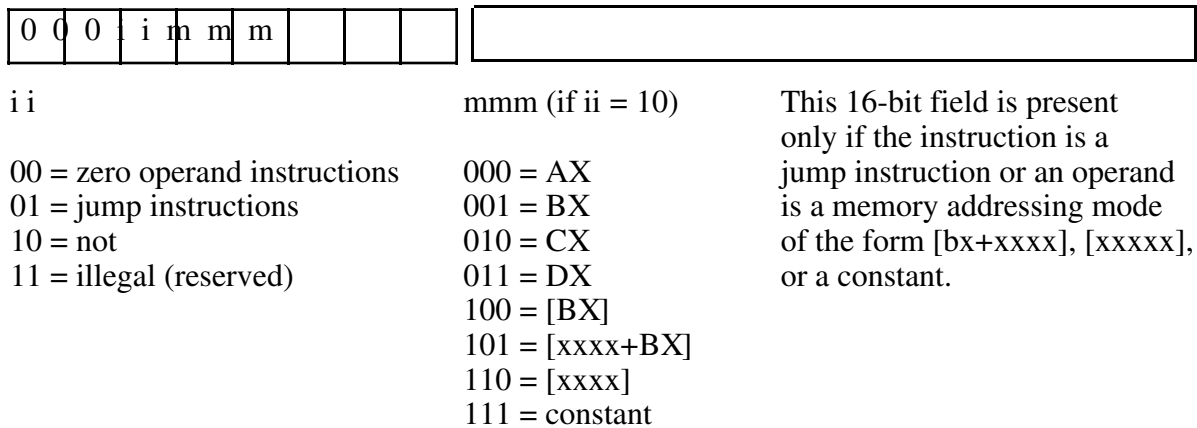 0 0 0 i i m m m
i i
00 = zero operand instructions
01 = jump instructions
10 = not
11 = illegal (reserved)
mmm (if ii = 10)
000 = AX
001 = BX
010 = CX
011 = DX
100 = [BX]
101 = [xxxx+BX]
110 = [xxxx]
111 = constant
This 16-bit field is present
only if the instruction is a
jump instruction or an operand
is a memory addressing mode
of the form [bx+xxxx], [xxxxx],
or a constant.